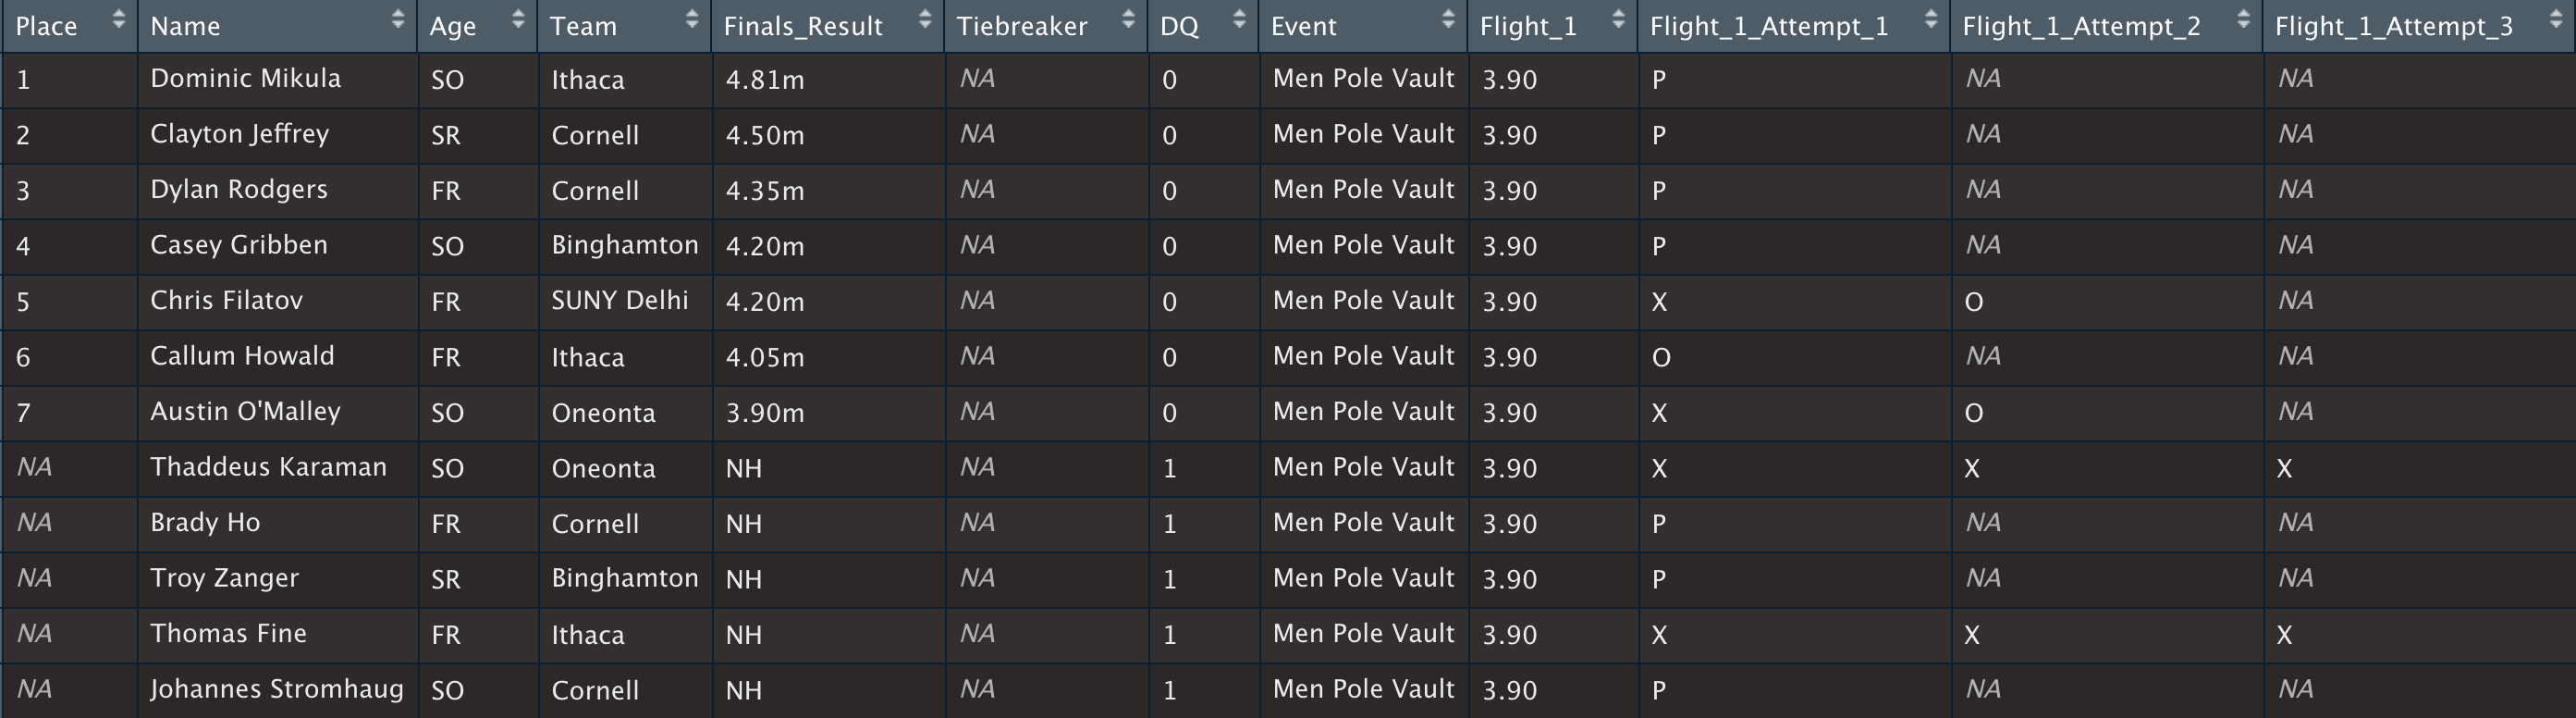 Place Name Age Team Finals_Result Tiebreaker DQ Event Flight_1 Flight_1_Attempt_1 Flight_1_Attempt_2 Flight_1_Attempt_3
1 Dominic Mikula SO Ithaca 4.81m NA 0 Men Pole Vault 3.90 P NA NA
2 Clayton Jeffrey SR Cornell 4.50m NA 0 Men Pole Vault 3.90 P NA NA
3 Dylan Rodgers FR Cornell 4.35m NA 0 Men Pole Vault 3.90 P NA NA
4 Casey Gribben SO Binghamton 4.20m NA 0 Men Pole Vault 3.90 P NA NA
5 Chris Filatov FR SUNY Delhi 4.20m NA 0 Men Pole Vault 3.90 X O NA
6 Callum Howald FR Ithaca 4.05m NA 0 Men Pole Vault 3.90 O NA NA
7 Austin O'Malley SO Oneonta 3.90m NA 0 Men Pole Vault 3.90 X O NA
NA Thaddeus Karaman SO Oneonta NH NA 1 Men Pole Vault 3.90 X X X
NA Brady Ho FR Cornell NH NA 1 Men Pole Vault 3.90 P NA NA
NA Troy Zanger SR Binghamton NH NA 1 Men Pole Vault 3.90 P NA NA
NA Thomas Fine FR Ithaca NH NA 1 Men Pole Vault 3.90 X X X
NA Johannes Stromhaug SO Cornell NH NA 1 Men Pole Vault 3.90 P NA NA